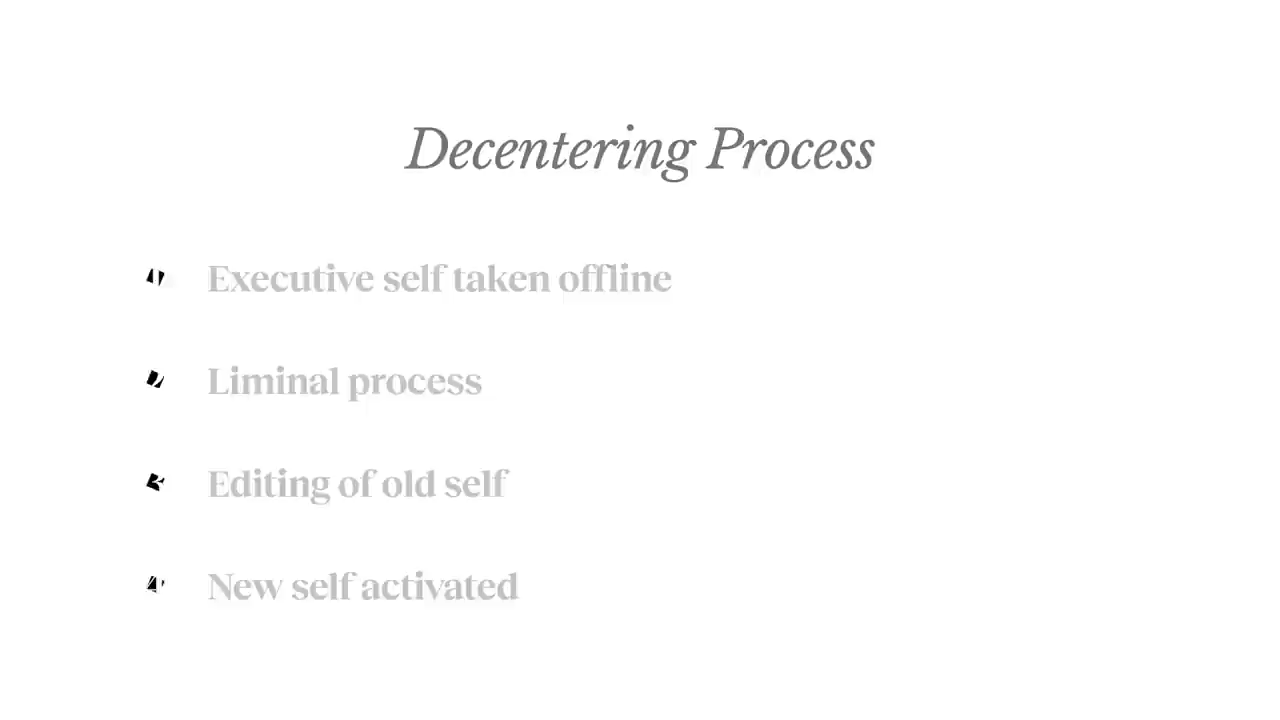 Decentering Process
Executive self taken offline
Liminal process
Editing of old self
New self activated